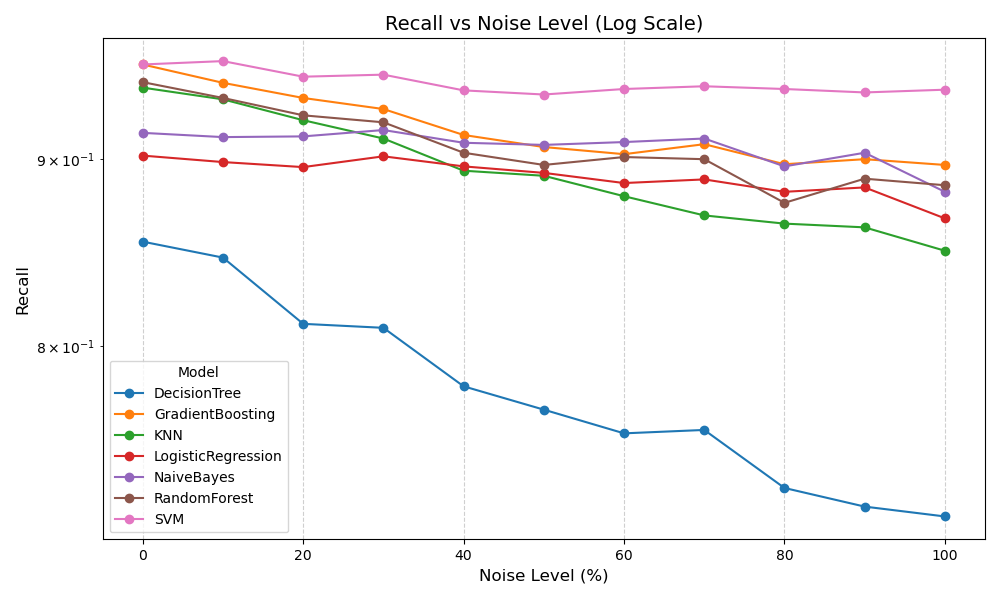 Recall vs Noise Level (Log Scale)
Recall
9 × 10⁻¹
8 × 10⁻¹
Model
DecisionTree
GradientBoosting
KNN
LogisticRegression
NaiveBayes
RandomForest
SVM
0 20 40 60 80 100
Noise Level (%)